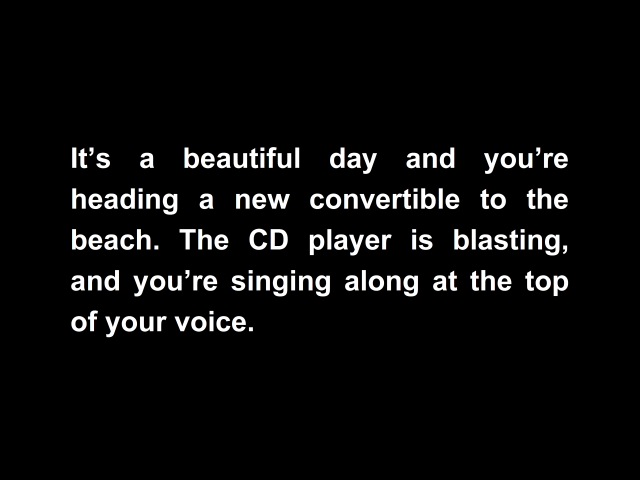 It’s a beautiful day and you’re
heading a new convertible to the
beach. The CD player is blasting,
and you’re singing along at the top
of your voice.